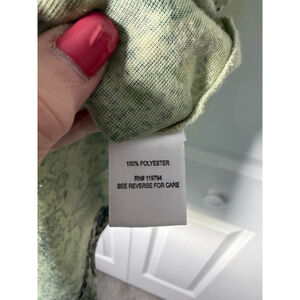 100% POLYESTER
RN# 119794
SEE REVERSE FOR CARE